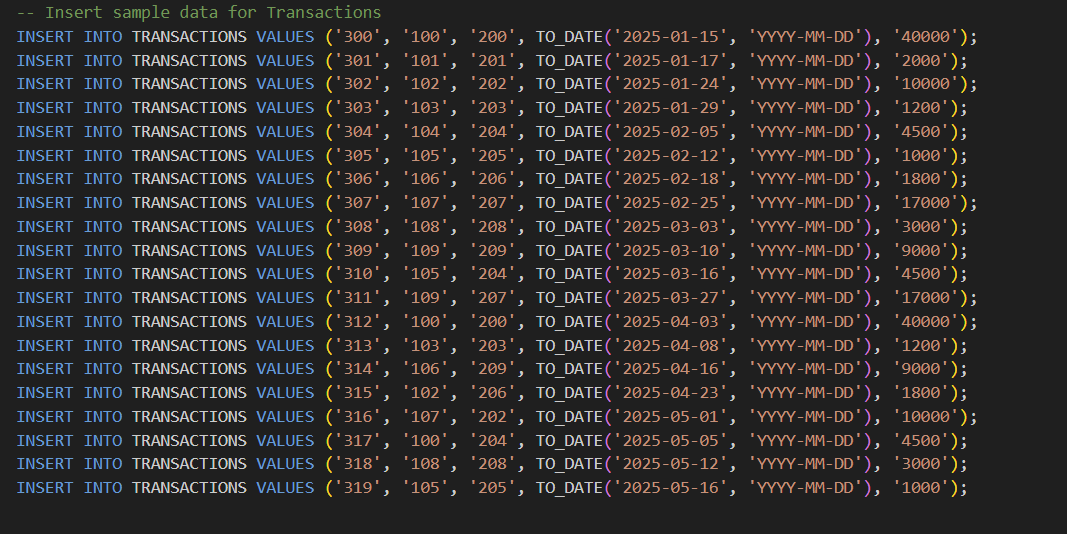 -- Insert sample data for Transactions
INSERT INTO TRANSACTIONS VALUES ('300', '100', '200', TO_DATE('2025-01-15', 'YYYY-MM-DD'), '40000');
INSERT INTO TRANSACTIONS VALUES ('301', '101', '201', TO_DATE('2025-01-17', 'YYYY-MM-DD'), '2000');
INSERT INTO TRANSACTIONS VALUES ('302', '102', '202', TO_DATE('2025-01-24', 'YYYY-MM-DD'), '10000');
INSERT INTO TRANSACTIONS VALUES ('303', '103', '203', TO_DATE('2025-01-29', 'YYYY-MM-DD'), '1200');
INSERT INTO TRANSACTIONS VALUES ('304', '104', '204', TO_DATE('2025-02-05', 'YYYY-MM-DD'), '4500');
INSERT INTO TRANSACTIONS VALUES ('305', '105', '205', TO_DATE('2025-02-12', 'YYYY-MM-DD'), '1000');
INSERT INTO TRANSACTIONS VALUES ('306', '106', '206', TO_DATE('2025-02-18', 'YYYY-MM-DD'), '1800');
INSERT INTO TRANSACTIONS VALUES ('307', '107', '207', TO_DATE('2025-02-25', 'YYYY-MM-DD'), '17000');
INSERT INTO TRANSACTIONS VALUES ('308', '108', '208', TO_DATE('2025-03-03', 'YYYY-MM-DD'), '3000');
INSERT INTO TRANSACTIONS VALUES ('309', '109', '209', TO_DATE('2025-03-10', 'YYYY-MM-DD'), '9000');
INSERT INTO TRANSACTIONS VALUES ('310', '105', '204', TO_DATE('2025-03-16', 'YYYY-MM-DD'), '4500');
INSERT INTO TRANSACTIONS VALUES ('311', '109', '207', TO_DATE('2025-03-27', 'YYYY-MM-DD'), '17000');
INSERT INTO TRANSACTIONS VALUES ('312', '100', '200', TO_DATE('2025-04-03', 'YYYY-MM-DD'), '40000');
INSERT INTO TRANSACTIONS VALUES ('313', '103', '203', TO_DATE('2025-04-08', 'YYYY-MM-DD'), '1200');
INSERT INTO TRANSACTIONS VALUES ('314', '106', '209', TO_DATE('2025-04-16', 'YYYY-MM-DD'), '9000');
INSERT INTO TRANSACTIONS VALUES ('315', '102', '206', TO_DATE('2025-04-23', 'YYYY-MM-DD'), '1800');
INSERT INTO TRANSACTIONS VALUES ('316', '107', '202', TO_DATE('2025-05-01', 'YYYY-MM-DD'), '10000');
INSERT INTO TRANSACTIONS VALUES ('317', '100', '204', TO_DATE('2025-05-05', 'YYYY-MM-DD'), '4500');
INSERT INTO TRANSACTIONS VALUES ('318', '108', '208', TO_DATE('2025-05-12', 'YYYY-MM-DD'), '3000');
INSERT INTO TRANSACTIONS VALUES ('319', '105', '205', TO_DATE('2025-05-16', 'YYYY-MM-DD'), '1000');